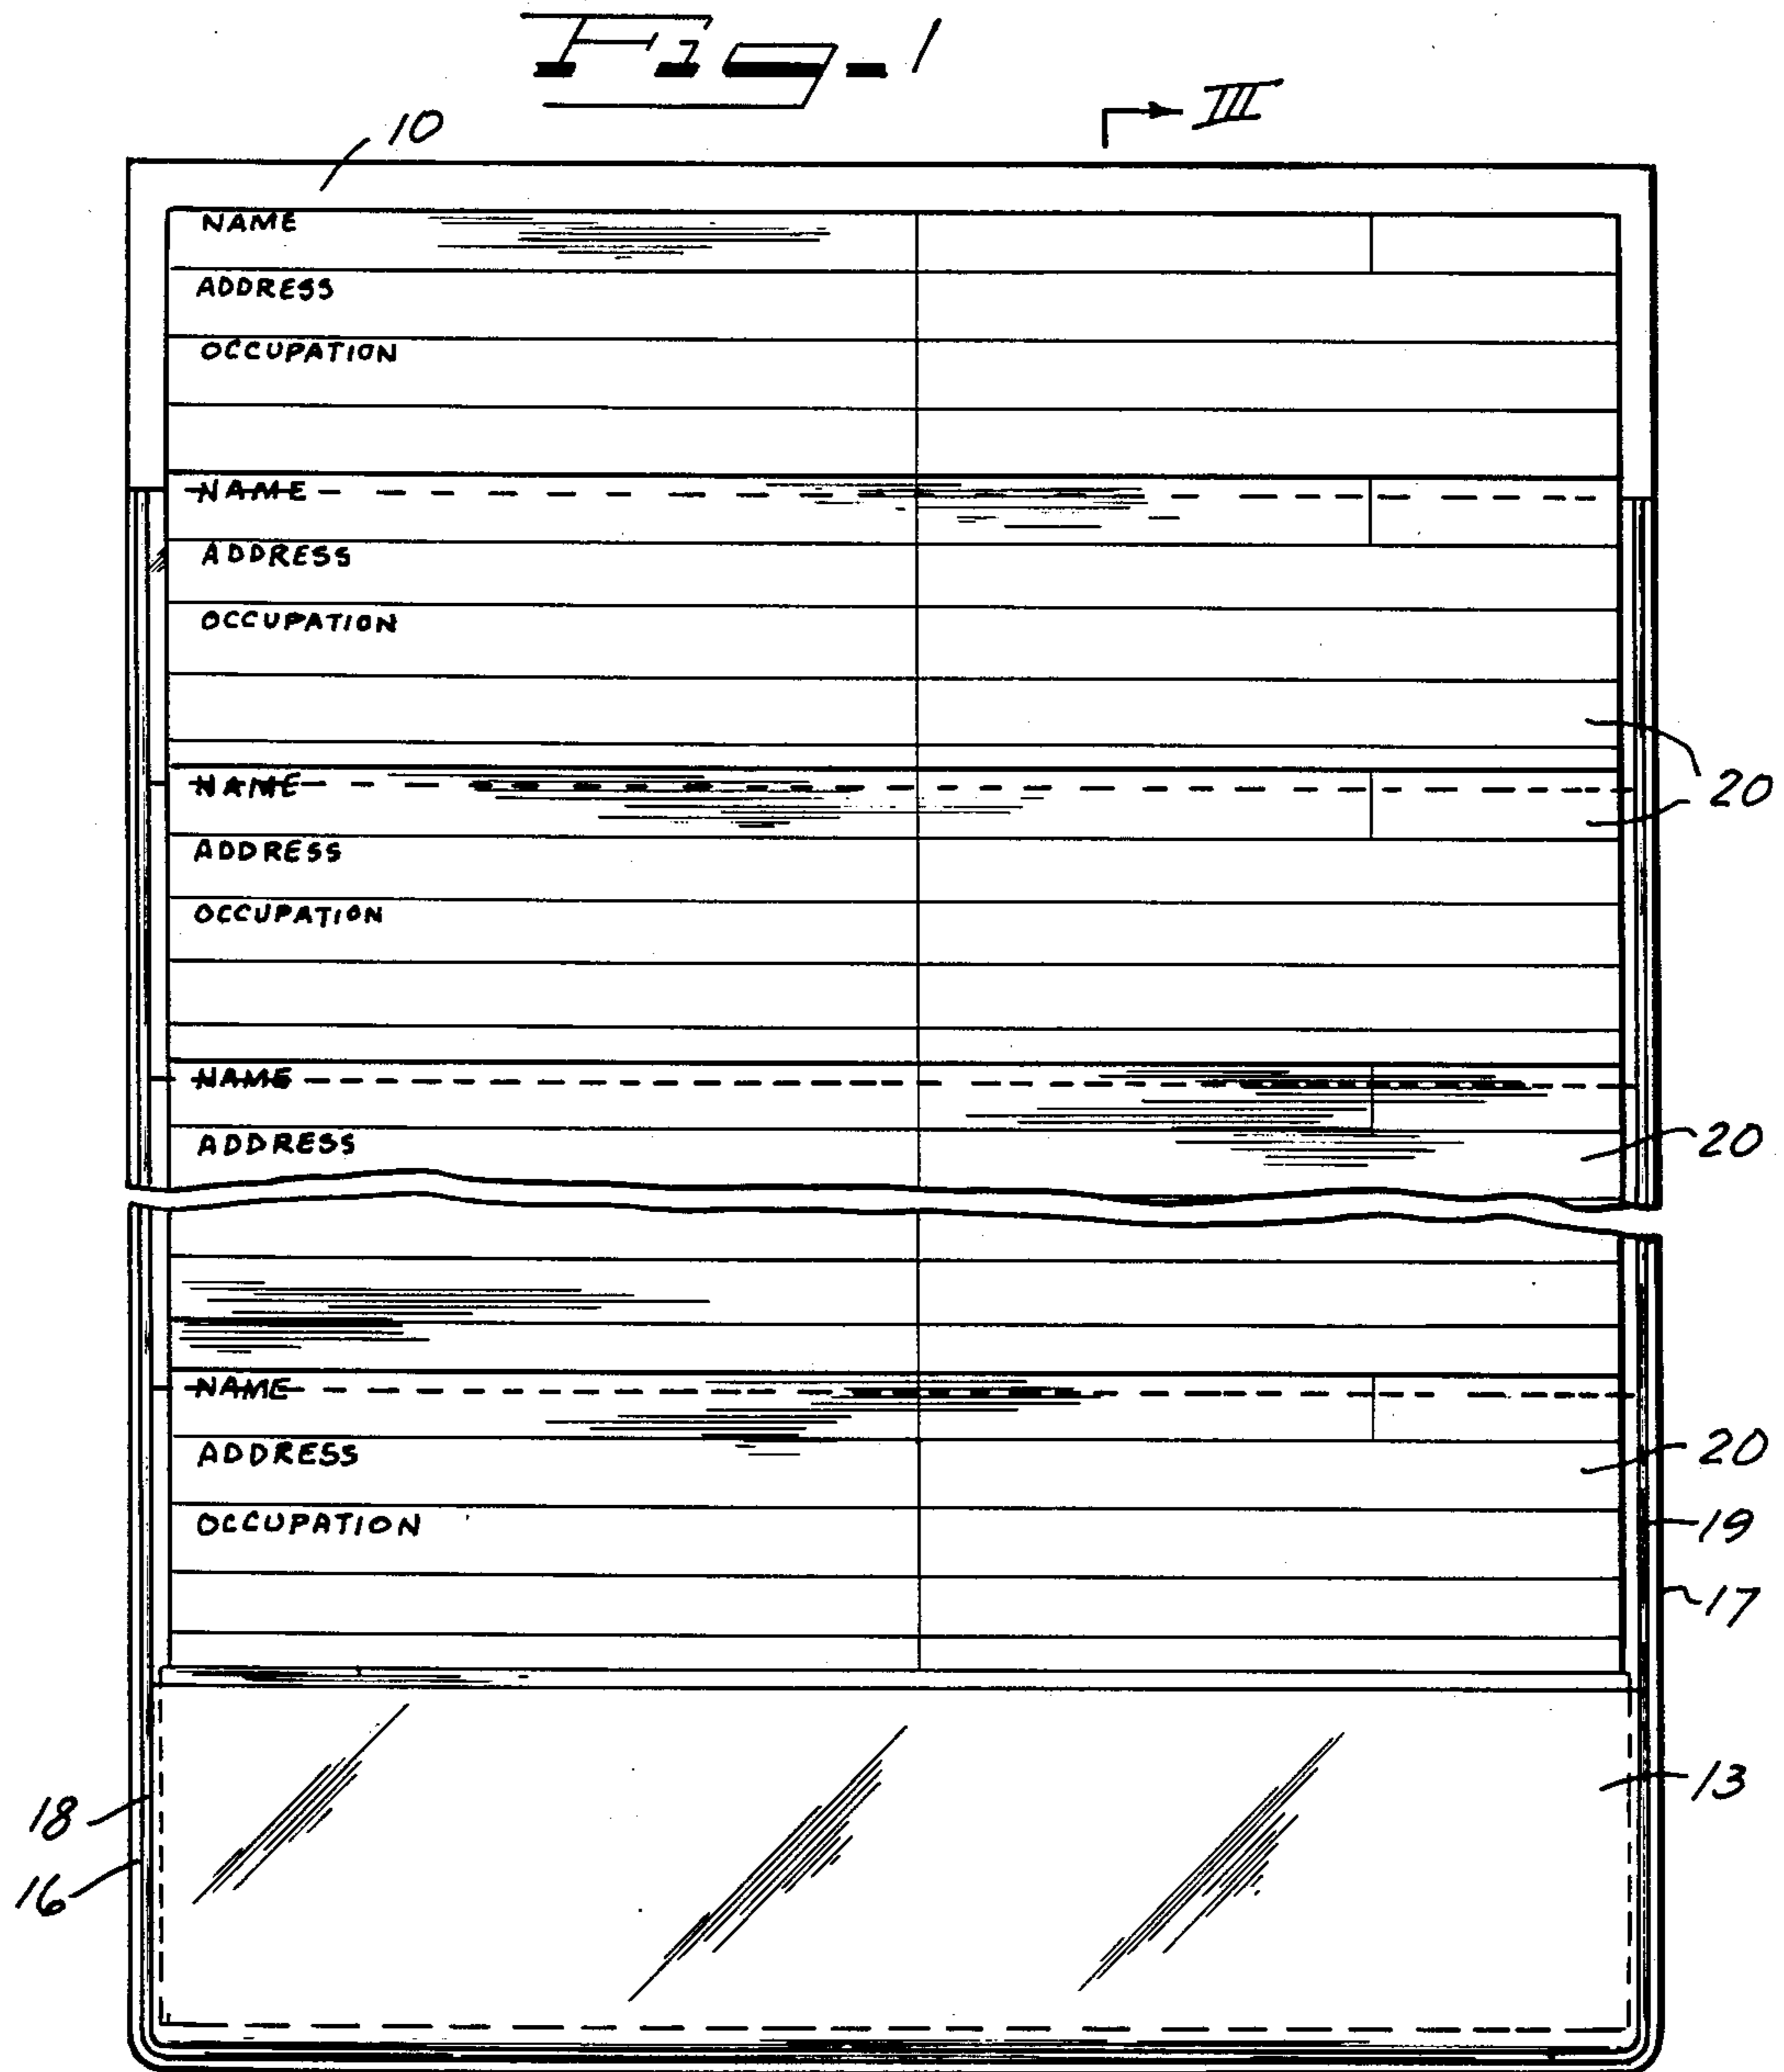 Fig-1
III
10
NAME
ADDRESS
OCCUPATION
NAME
ADDRESS
OCCUPATION
20
NAME
ADDRESS
OCCUPATION
NAME
ADDRESS
20
NAME
ADDRESS
20
OCCUPATION
19
17
13
18
16